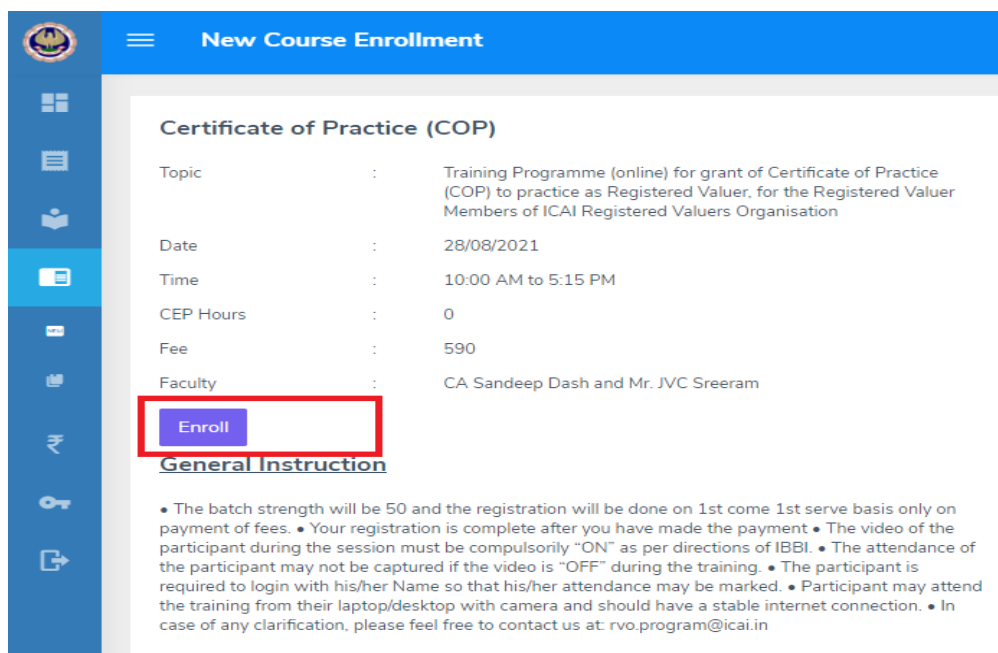 New Course Enrollment
Certificate of Practice (COP)
Topic : Training Programme (online) for grant of Certificate of Practice
(COP) to practice as Registered Valuer, for the Registered Valuer
Members of ICAI Registered Valuers Organisation
Date : 28/08/2021
Time : 10:00 AM to 5:15 PM
CEP Hours : 0
Fee : 590
Faculty : CA Sandeep Dash and Mr. JVC Sreeram
Enroll
General Instruction
• The batch strength will be 50 and the registration will be done on 1st come 1st serve basis only on
payment of fees. • Your registration is complete after you have made the payment • The video of the
participant during the session must be compulsorily “ON” as per directions of IBBI. • The attendance of
the participant may not be captured if the video is “OFF” during the training. • The participant is
required to login with his/her Name so that his/her attendance may be marked. • Participant may attend
the training from their laptop/desktop with camera and should have a stable internet connection. • In
case of any clarification, please feel free to contact us at: rvo.program@icai.in